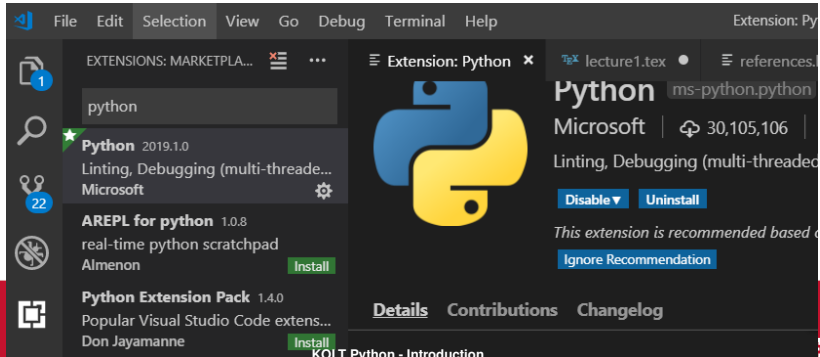 File Edit Selection View Go Debug Terminal Help Extension: Py
EXTENSIONS: MARKETPLA... ...
Extension: Python × TEX lecture1.tex ● references.
1
python
Python ms-python.python
Microsoft 30,105,106
Python 2019.1.0
Linting, Debugging (multi-threade...
Microsoft
Linting, Debugging (multi-threaded
22
Disable Uninstall
AREPL for python 1.0.8
real-time python scratchpad
Almenon Install
This extension is recommended based
Ignore Recommendation
Python Extension Pack 1.4.0
Popular Visual Studio Code extens...
Don Jayamanne Install
Details Contributions Changelog
KOLT Python - Introduction